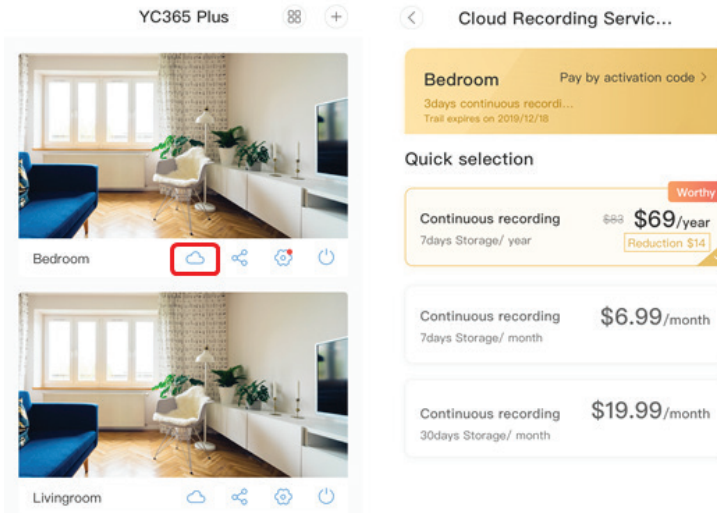 YC365 Plus
Bedroom
Livingroom
Cloud Recording Servic...
Bedroom
Pay by activation code >
3days continuous recordi...
Trail expires on 2019/12/18
Quick selection
Worthy
Continuous recording
$83 $69/year
7days Storage/ year
Reduction $14
Continuous recording
$6.99/month
7days Storage/ month
Continuous recording
$19.99/month
30days Storage/ month